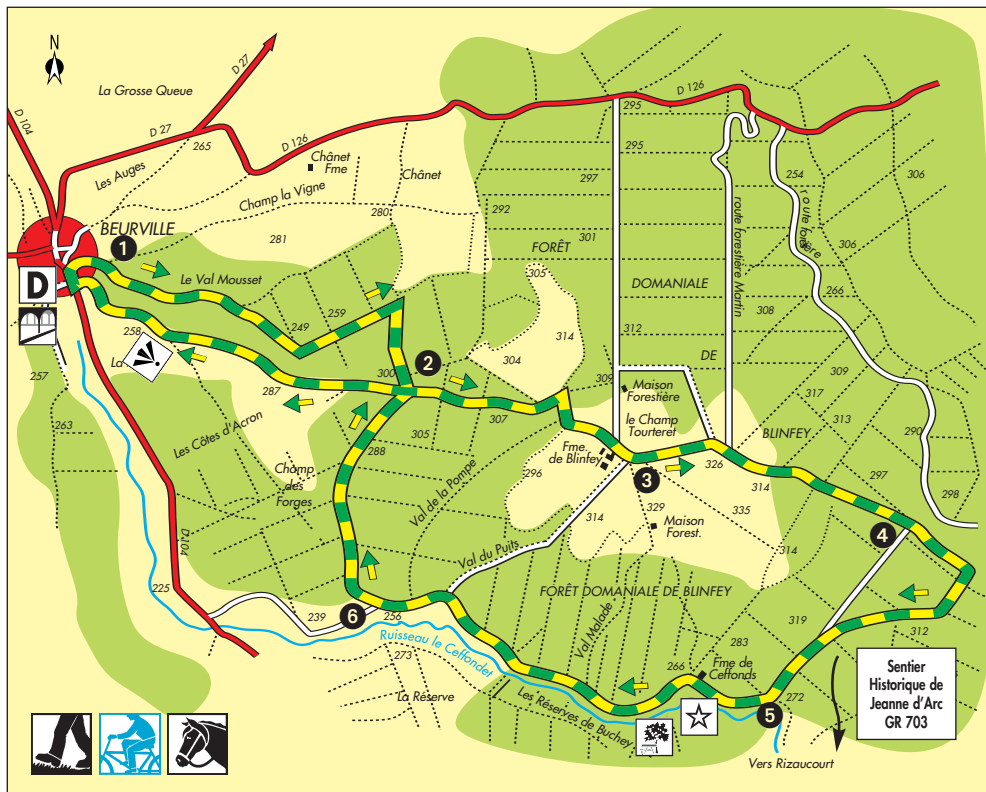 N
D 27
La Grosse Queue
D 104
D 27
265
D 126
D 126
295
Les Auges
Chânet
Fme
Chânet
295
254
306
Champ la Vigne
280
292
297
route forestière Martin
route forestière
BEURVILLE
1
281
FORÊT
301
306
306
D
Le Val Mousset
305
DOMANIALE
266
249
259
314
312
308
258
La
300
2
304
309
DE
257
287
Maison
Forestière
309
317
263
Les Côtes d'Acron
305
307
le Champ
Tourteret
BLINFEY
313
290
288
Fme.
de Blinfey
326
Champ
des
Forges
Val de la Pompe
296
3
314
297
298
D104
314
329
335
4
Maison
Forest.
314
Val du Puits
225
239
6
256
FORÊT DOMANIALE DE BLINFEY
319
312
Ruisseau le Ceffondet
Val Malade
283
273
266
Fme de
Ceffonds
La Réserve
Les Réserves de Buchey
272
5
Sentier
Historique de
Jeanne d'Arc
GR 703
Vers Rizaucourt